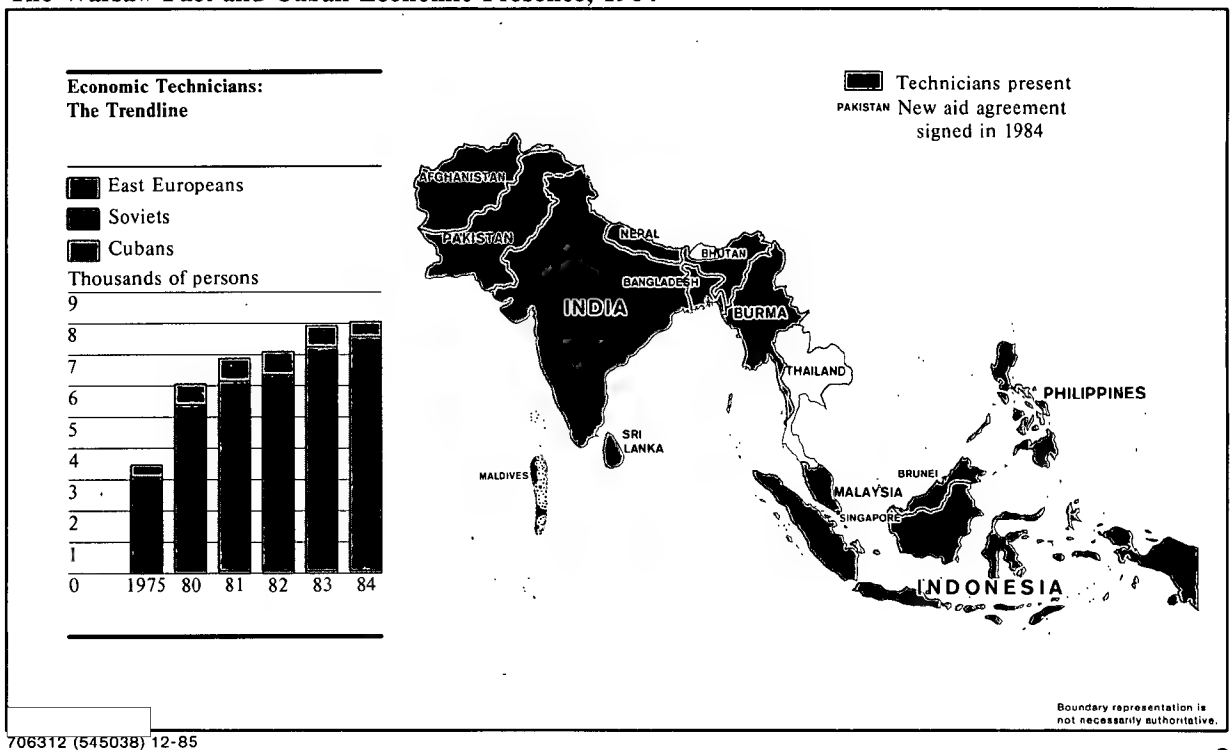 The Warsaw Pact and Cuban Economic Presence, 1984
Economic Technicians:
The Trendline
East Europeans
Soviets
Cubans
Thousands of persons
9
8
7
6
5
4
3
2
1
0
1975 80 81 82 83 84
Technicians present
PAKISTAN New aid agreement
signed in 1984
AFGHANISTAN
PAKISTAN
NEPAL
BHUTAN
BANGLADESH
INDIA
BURMA
THAILAND
PHILIPPINES
SRI
LANKA
MALDIVES
BRUNEI
MALAYSIA
SINGAPORE
INDONESIA
Boundary representation is
not necessarily authoritative.
706312 (545038) 12-85